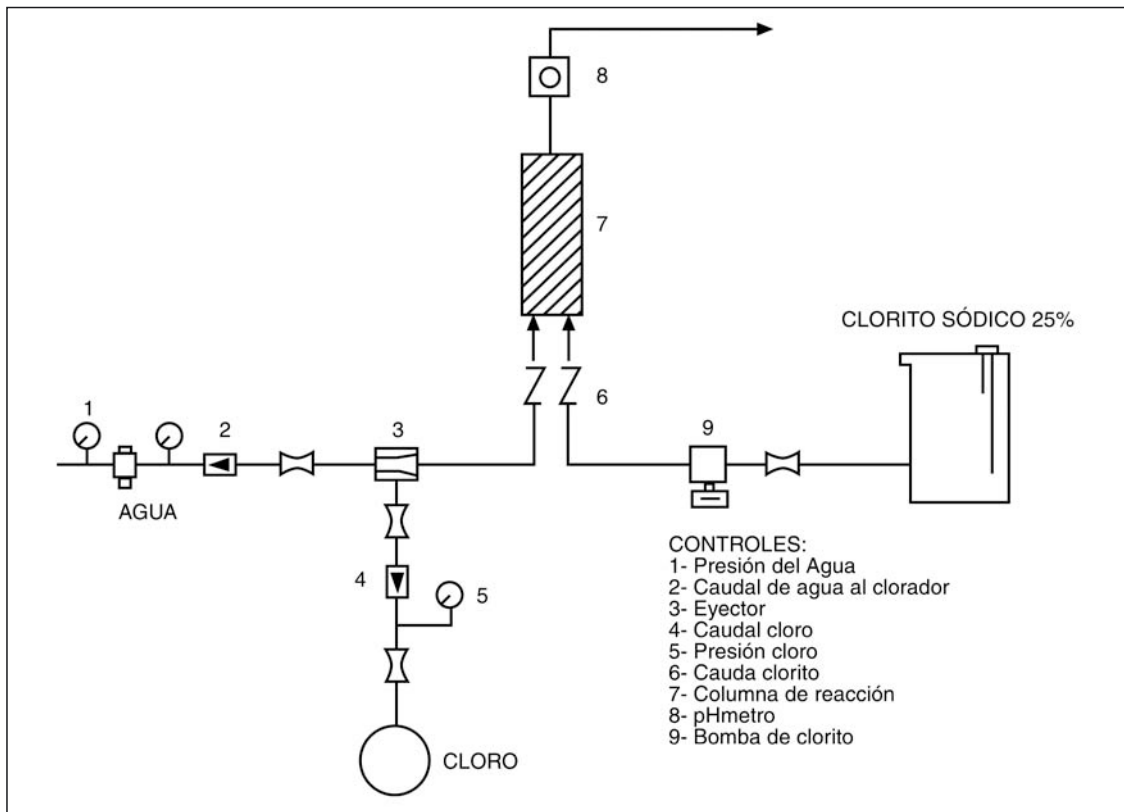 8
7
CLORITO SÓDICO 25%
6
1
2
3
9
AGUA
4
5
CLORO
CONTROLES:
1- Presión del Agua
2- Caudal de agua al clorador
3- Eyector
4- Caudal cloro
5- Presión cloro
6- Cauda clorito
7- Columna de reacción
8- pHmetro
9- Bomba de clorito